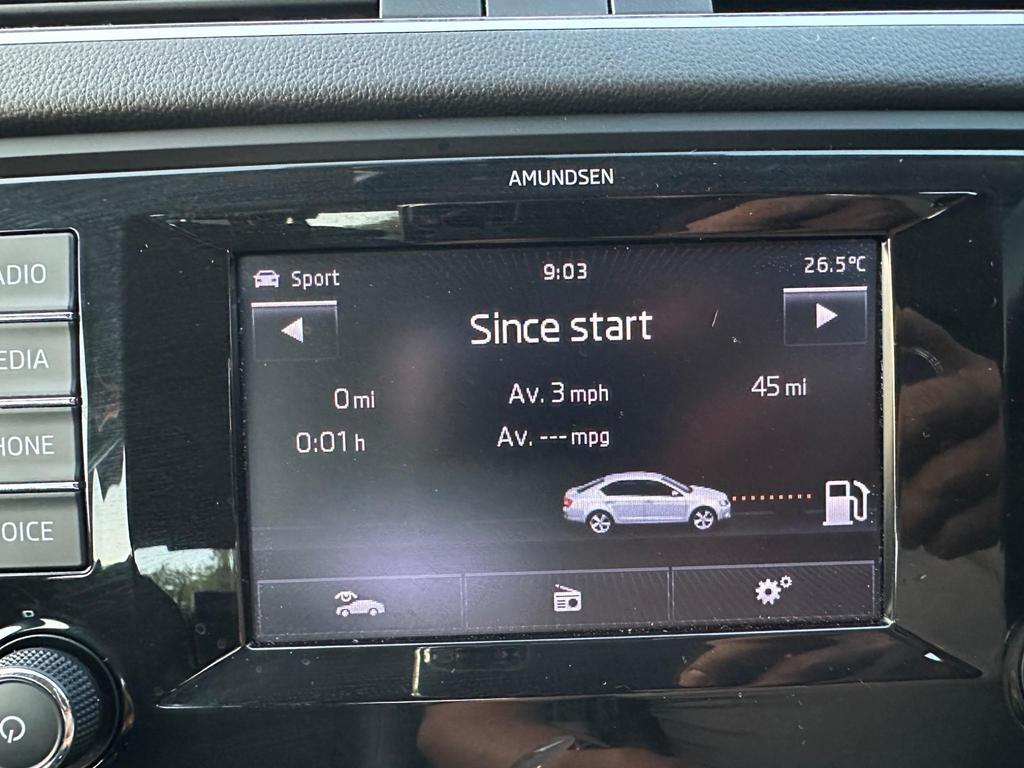 AMUNDSEN
ADIO
EDIA
HONE
OICE
Sport
9:03
26.5°C
Since start
0 mi
Av. 3 mph
45 mi
0:01 h
Av. --- mpg